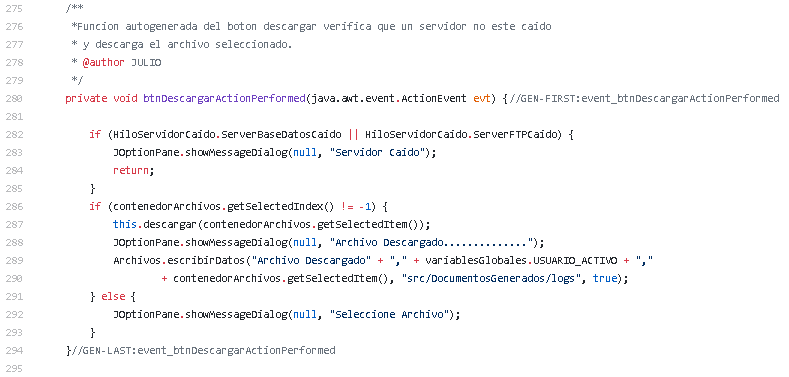 275 /**
276 *Funcion autogenerada del boton descargar verifica que un servidor no este caido
277 * y descarga el archivo seleccionado.
278 * @author JULIO
279 */
280 private void btnDescargarActionPerformed(java.awt.event.ActionEvent evt) {//GEN-FIRST:event_btnDescargarActionPerformed
281
282 if (HiloServidorCaido.ServerBaseDatosCaido || HiloServidorCaido.ServerFTPCaido) {
283 JOptionPane.showMessageDialog(null, "Servidor Caido");
284 return;
285 }
286 if (contenedorArchivos.getSelectedIndex() != -1) {
287 this.descargar(contenedorArchivos.getSelectedItem());
288 JOptionPane.showMessageDialog(null, "Archivo Descargado..............");
289 Archivos.escribirDatos("Archivo Descargado" + "," + variablesGlobales.USUARIO_ACTIVO + ","
290 + contenedorArchivos.getSelectedItem(), "src/DocumentosGenerados/logs", true);
291 } else {
292 JOptionPane.showMessageDialog(null, "Seleccione Archivo");
293 }
294 }//GEN-LAST:event_btnDescargarActionPerformed
295